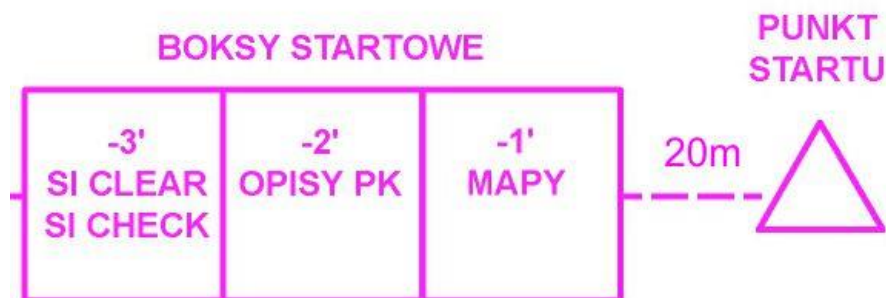 BOKSY STARTOWE
PUNKT
STARTU
-3'
SI CLEAR
SI CHECK
-2'
OPISY PK
-1'
MAPY
20m